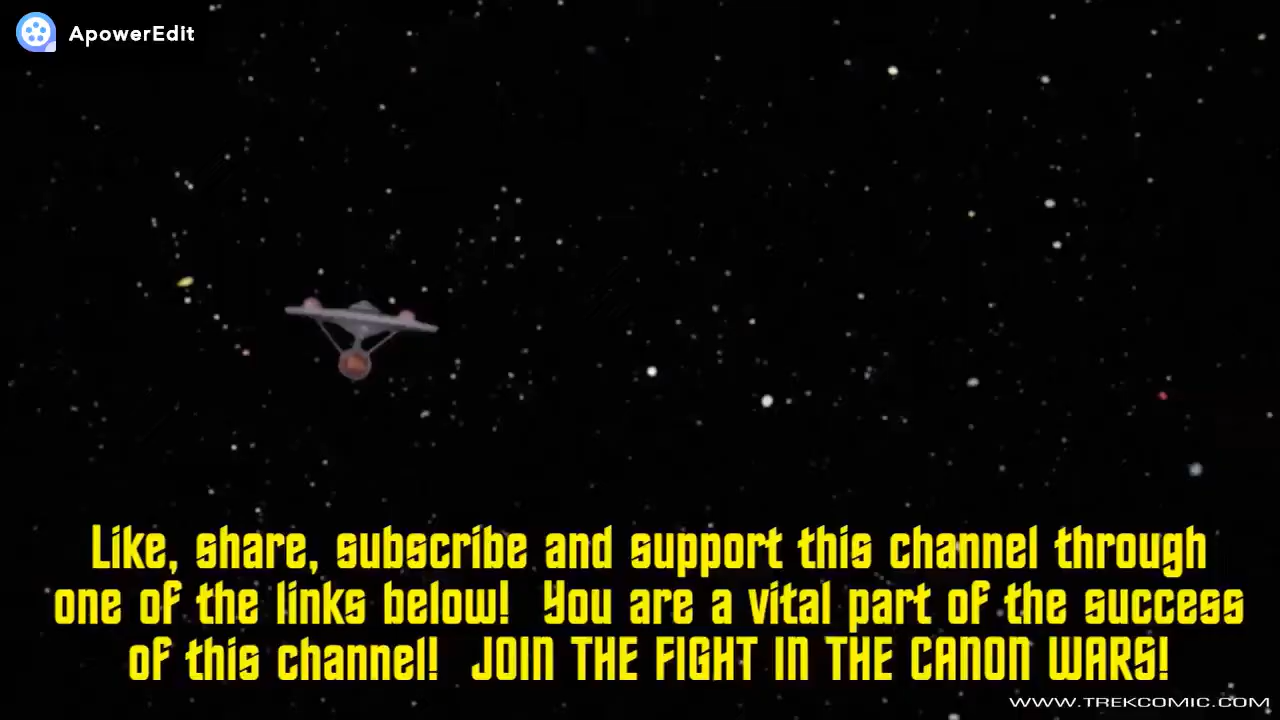 ApowerEdit
Like, share, subscribe and support this channel through
one of the links below!  You are a vital part of the success
of this channel!  JOIN THE FIGHT IN THE CANON WARS!
WWW.TREKCOMIC.COM